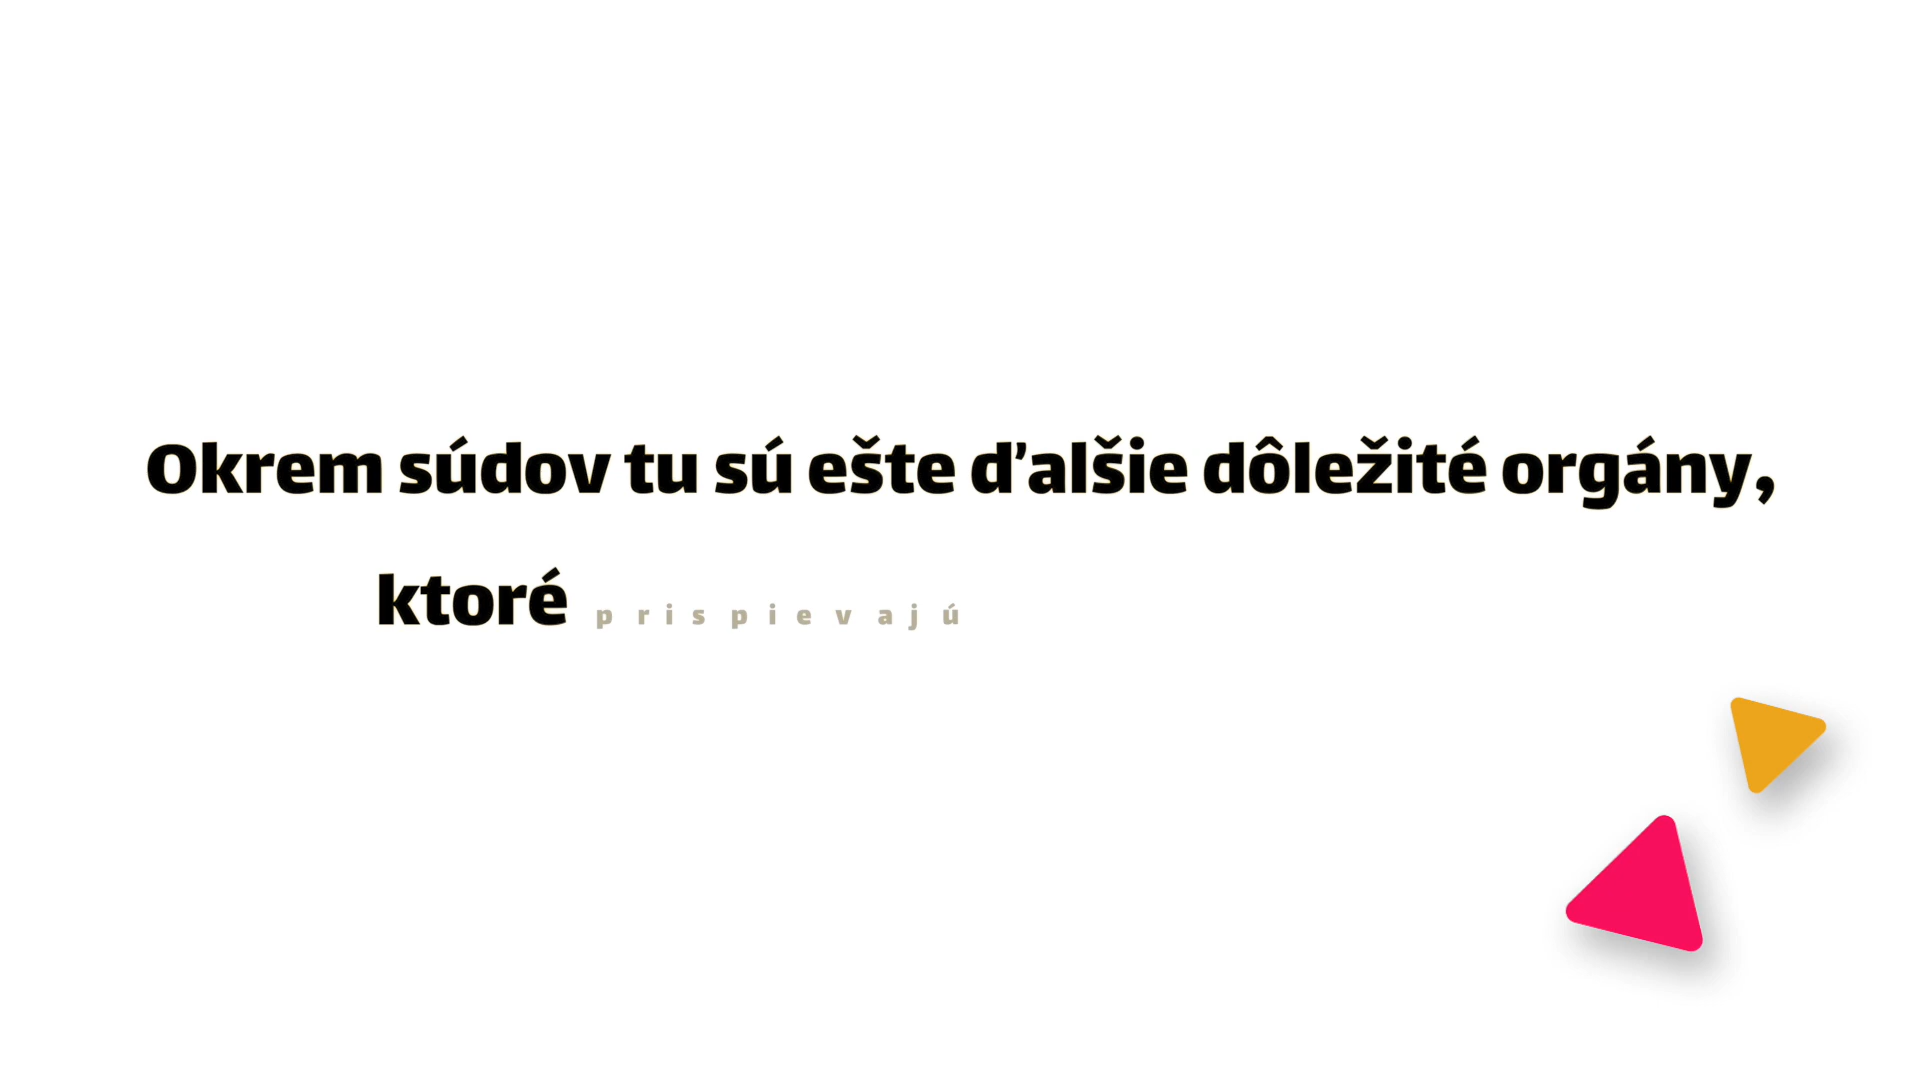 Okrem súdov tu sú ešte ďalšie dôležité orgány,
ktoré prispievajú